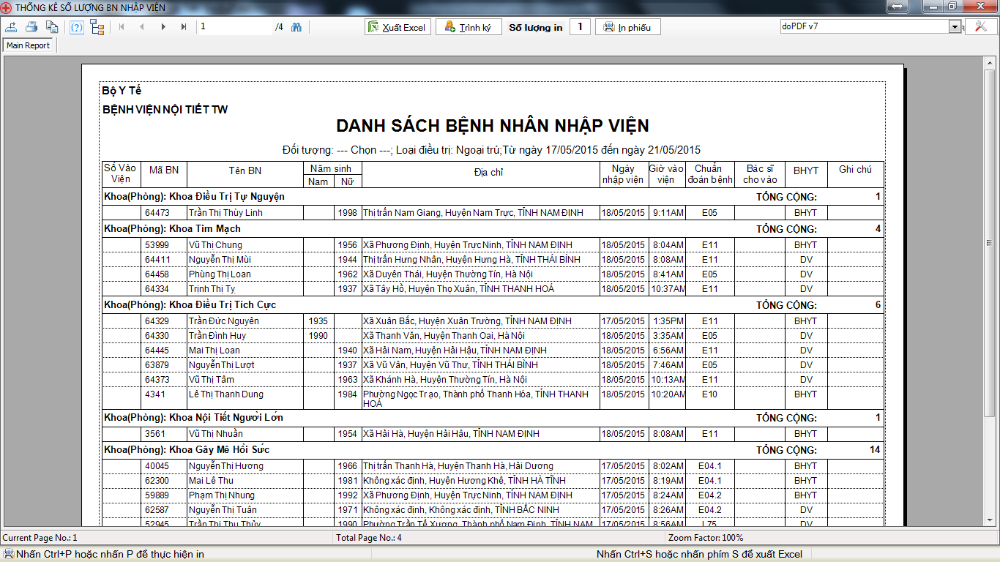 THỐNG KÊ SỐ LƯỢNG BN NHẬP VIỆN
1 /4 Xuất Excel Trình ký Số lượng in 1 In phiếu doPDF v7
Main Report
Bộ Y Tế
BỆNH VIỆN NỘI TIẾT TW
DANH SÁCH BỆNH NHÂN NHẬP VIỆN
Đối tượng: --- Chọn ---; Loại điều trị: Ngoại trú;Từ ngày 17/05/2015 đến ngày 21/05/2015
Số Vào Viện Mã BN Tên BN Năm sinh Nam Nữ Địa chỉ Ngày nhập viện Giờ vào viện Chuẩn đoán bệnh Bác sĩ cho vào BHYT Ghi chú
Khoa(Phòng): Khoa Điều Trị Tự Nguyện TỔNG CỘNG: 1
64473 Trần Thị Thùy Linh 1998 Thị trấn Nam Giang, Huyện Nam Trực, TỈNH NAM ĐỊNH 18/05/2015 9:11AM E05 BHYT
Khoa(Phòng): Khoa Tim Mạch TỔNG CỘNG: 4
53999 Vũ Thị Chung 1956 Xã Phương Định, Huyện Trực Ninh, TỈNH NAM ĐỊNH 18/05/2015 8:04AM E11 BHYT
64411 Nguyễn Thị Mùi 1944 Thị trấn Hưng Nhân, Huyện Hưng Hà, TỈNH THÁI BÌNH 18/05/2015 8:08AM E11 DV
64458 Phùng Thị Loan 1962 Xã Duyên Thái, Huyện Thường Tín, Hà Nội 18/05/2015 8:41AM E05 DV
64334 Trịnh Thị Tỵ 1937 Xã Tây Hồ, Huyện Thọ Xuân, TỈNH THANH HOÁ 18/05/2015 10:37AM E11 DV
Khoa(Phòng): Khoa Điều Trị Tích Cực TỔNG CỘNG: 6
64329 Trần Đức Nguyên 1935 Xã Xuân Bắc, Huyện Xuân Trường, TỈNH NAM ĐỊNH 17/05/2015 1:35PM E11 BHYT
64330 Trần Đình Huy 1990 Xã Thanh Văn, Huyện Thanh Oai, Hà Nội 18/05/2015 3:35AM E05 DV
64445 Mai Thị Loan 1940 Xã Hải Nam, Huyện Hải Hậu, TỈNH NAM ĐỊNH 18/05/2015 6:56AM E11 DV
63879 Nguyễn Thị Lượt 1937 Xã Vũ Vân, Huyện Vũ Thư, TỈNH THÁI BÌNH 18/05/2015 7:46AM E05 DV
64373 Vũ Thị Tâm 1963 Xã Khánh Hà, Huyện Thường Tín, Hà Nội 18/05/2015 10:13AM E11 DV
4341 Lê Thị Thanh Dung 1984 Phường Ngọc Trạo, Thành phố Thanh Hóa, TỈNH THANH HOÁ 18/05/2015 10:20AM E10 BHYT
Khoa(Phòng): Khoa Nội Tiết Người Lớn TỔNG CỘNG: 1
3561 Vũ Thị Nhuần 1954 Xã Hải Hà, Huyện Hải Hậu, TỈNH NAM ĐỊNH 18/05/2015 8:08AM E11 BHYT
Khoa(Phòng): Khoa Gây Mê Hồi Sức TỔNG CỘNG: 14
40045 Nguyễn Thị Hương 1966 Thị trấn Thanh Hà, Huyện Thanh Hà, Hải Dương 17/05/2015 8:02AM E04.1 BHYT
62300 Mai Lê Thu 1981 Không xác định, Huyện Hương Khê, TỈNH HÀ TĨNH 17/05/2015 8:19AM E04.1 BHYT
59889 Phạm Thị Nhung 1992 Xã Phương Định, Huyện Trực Ninh, TỈNH NAM ĐỊNH 17/05/2015 8:24AM E04.2 BHYT
62587 Nguyễn Thị Tuân 1971 Không xác định, Không xác định, TỈNH BẮC NINH 17/05/2015 8:26AM E04.2 DV
52945 Trần Thị Thu Thủy 1990 Phường Trần Tế Xương, Thành phố Nam Định, TỈNH NAM 17/05/2015 8:56AM L75 DV
Current Page No.: 1 Total Page No.: 4 Zoom Factor: 100%
Nhấn Ctrl+P hoặc nhấn P để thực hiện in Nhấn Ctrl+S hoặc nhấn phím S để xuất Excel